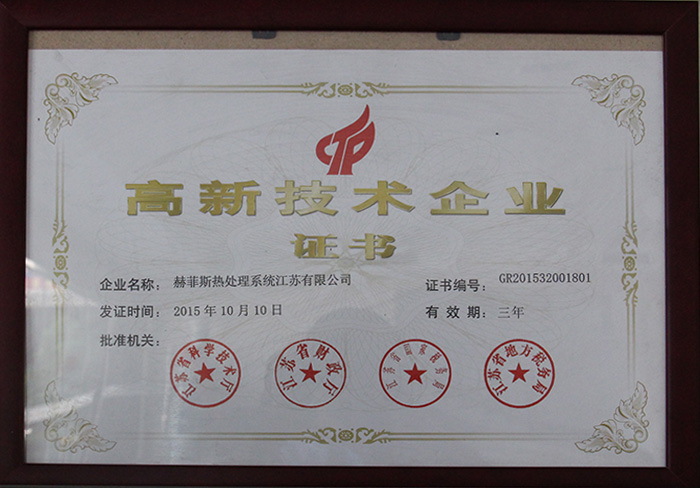 高新技术企业
证书
企业名称：赫菲斯热处理系统江苏有限公司 证书编号：GR201532001801
发证时间：2015年10月10日 有效期：三年
批准机关：
江苏省科学技术厅 江苏省财政厅 江苏省国家税务局 江苏省地方税务局